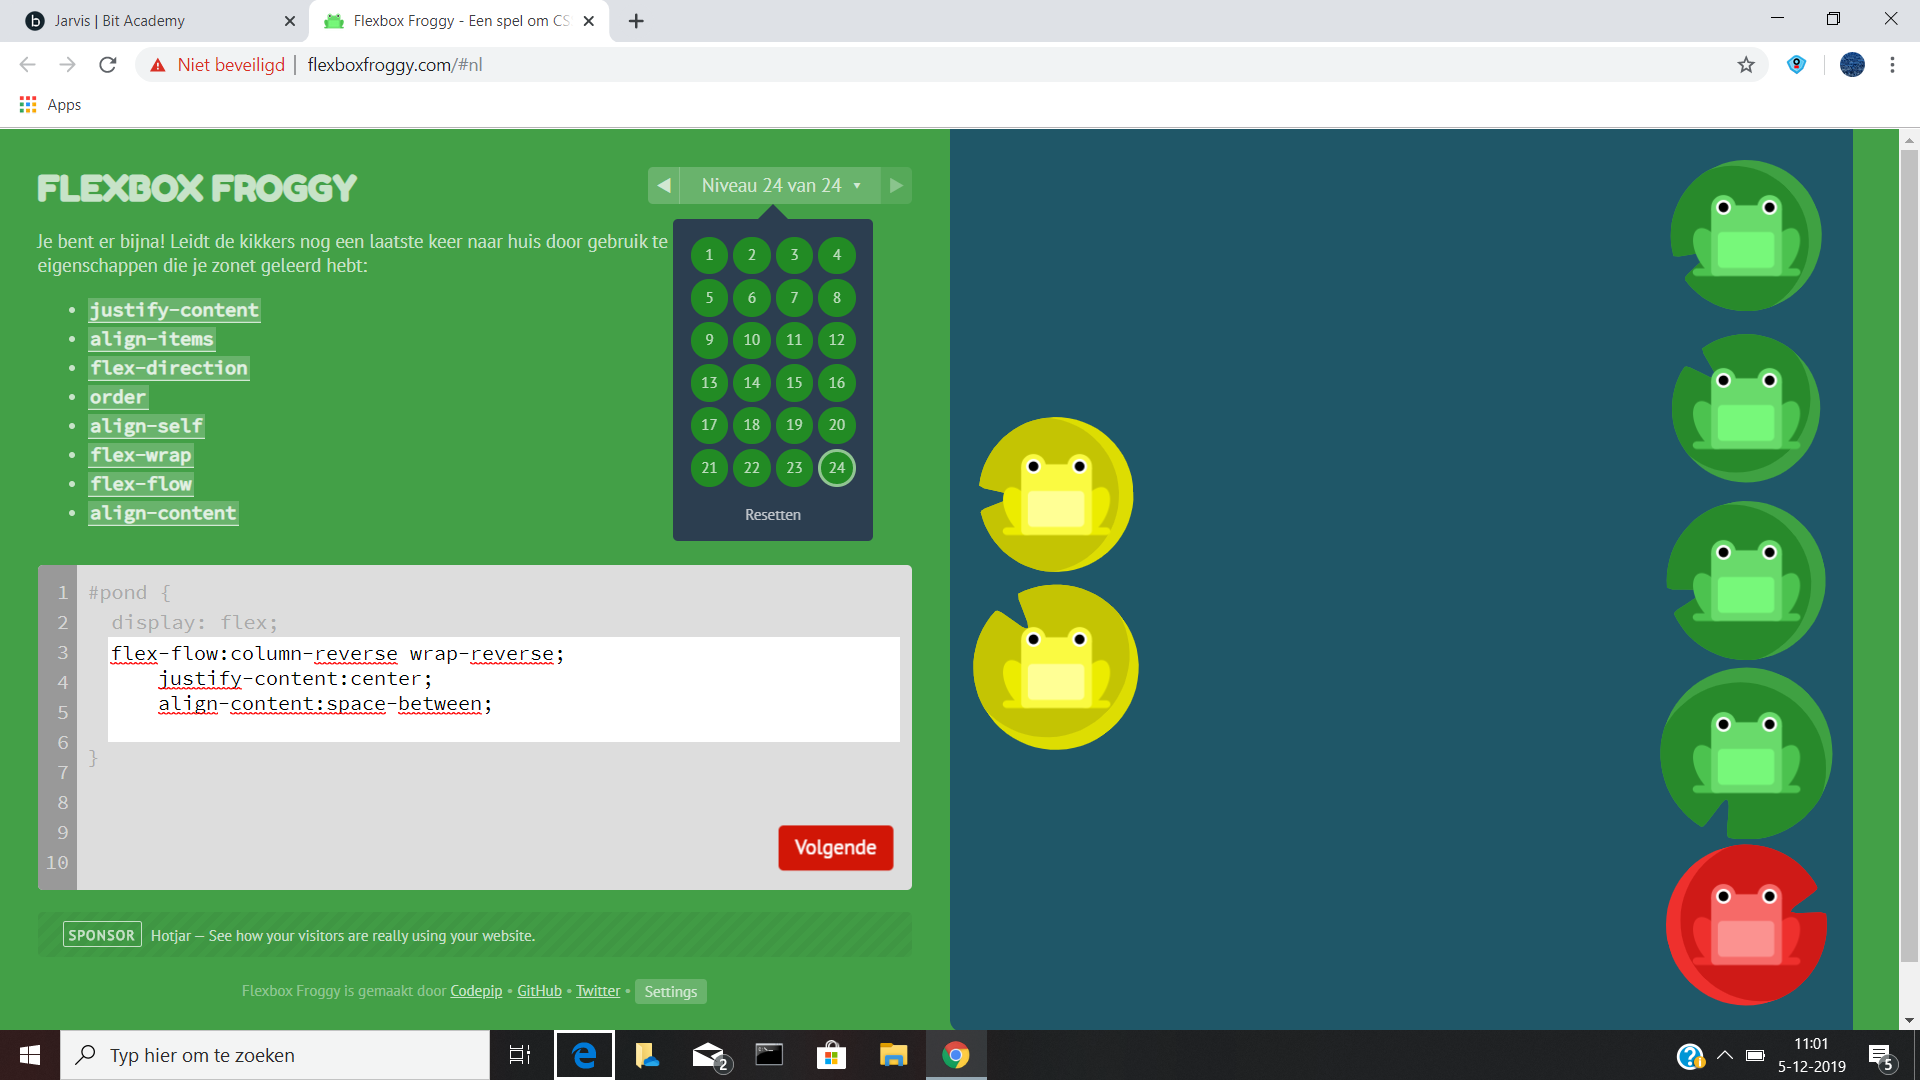 Jarvis | Bit Academy
Flexbox Froggy - Een spel om CS
Niet beveiligd
flexboxfroggy.com/#nl
Apps
FLEXBOX FROGGY
Niveau 24 van 24
Je bent er bijna! Leidt de kikkers nog een laatste keer naar huis door gebruik te
eigenschappen die je zonet geleerd hebt:
justify-content
align-items
flex-direction
order
align-self
flex-wrap
flex-flow
align-content
1 2 3 4
5 6 7 8
9 10 11 12
13 14 15 16
17 18 19 20
21 22 23 24
Resetten
1 #pond {
2 display: flex;
3 flex-flow:column-reverse wrap-reverse;
4 justify-content:center;
5 align-content:space-between;
6 }
7
8
9
10
Volgende
SPONSOR Hotjar — See how your visitors are really using your website.
Flexbox Froggy is gemaakt door Codepip • GitHub • Twitter • Settings
Typ hier om te zoeken
2
11:01
5-12-2019
5